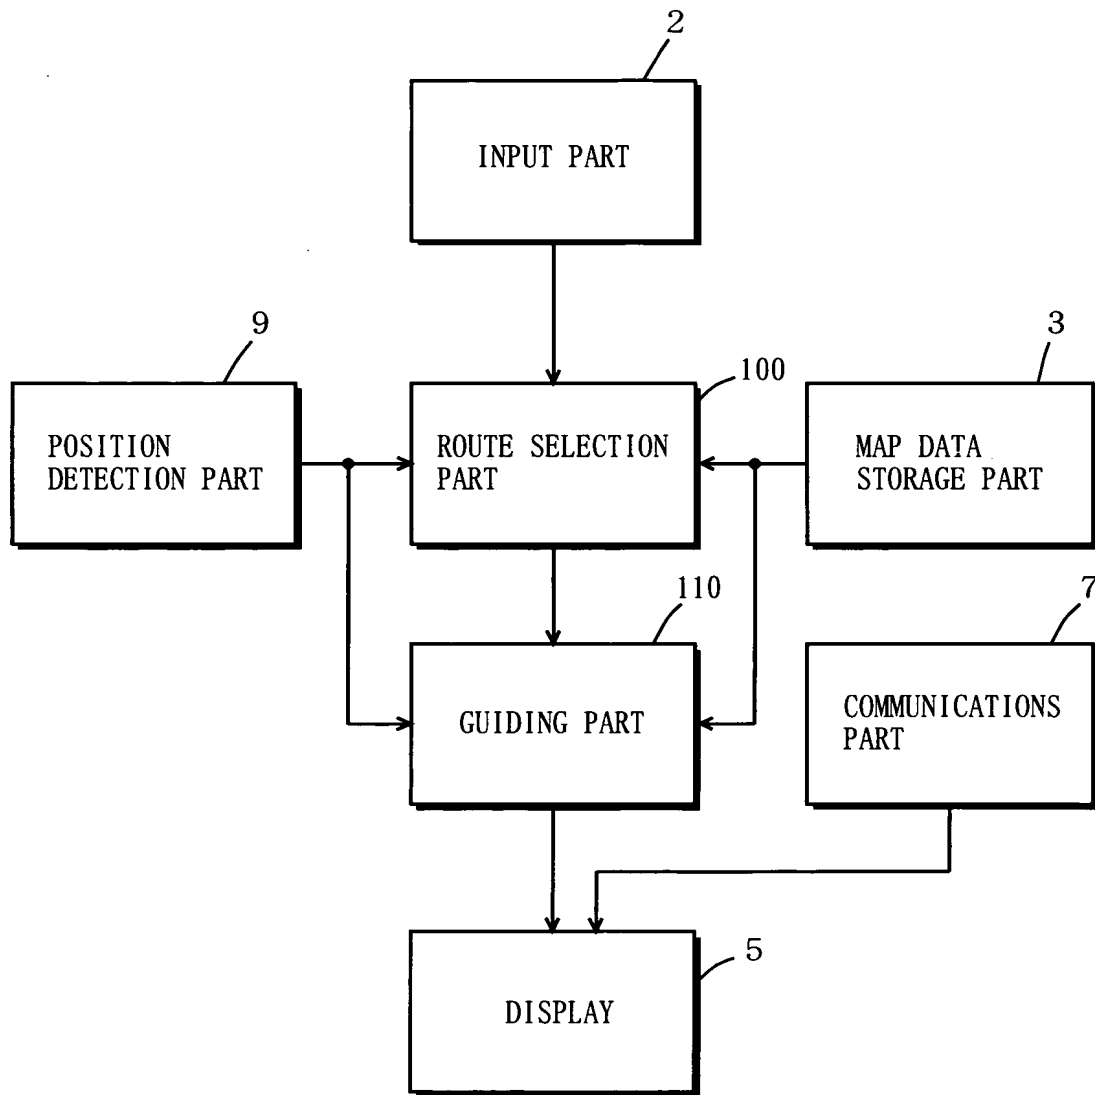 2
INPUT PART
9
100
3
POSITION
DETECTION PART
ROUTE SELECTION
PART
MAP DATA
STORAGE PART
110
7
GUIDING PART
COMMUNICATIONS
PART
5
DISPLAY